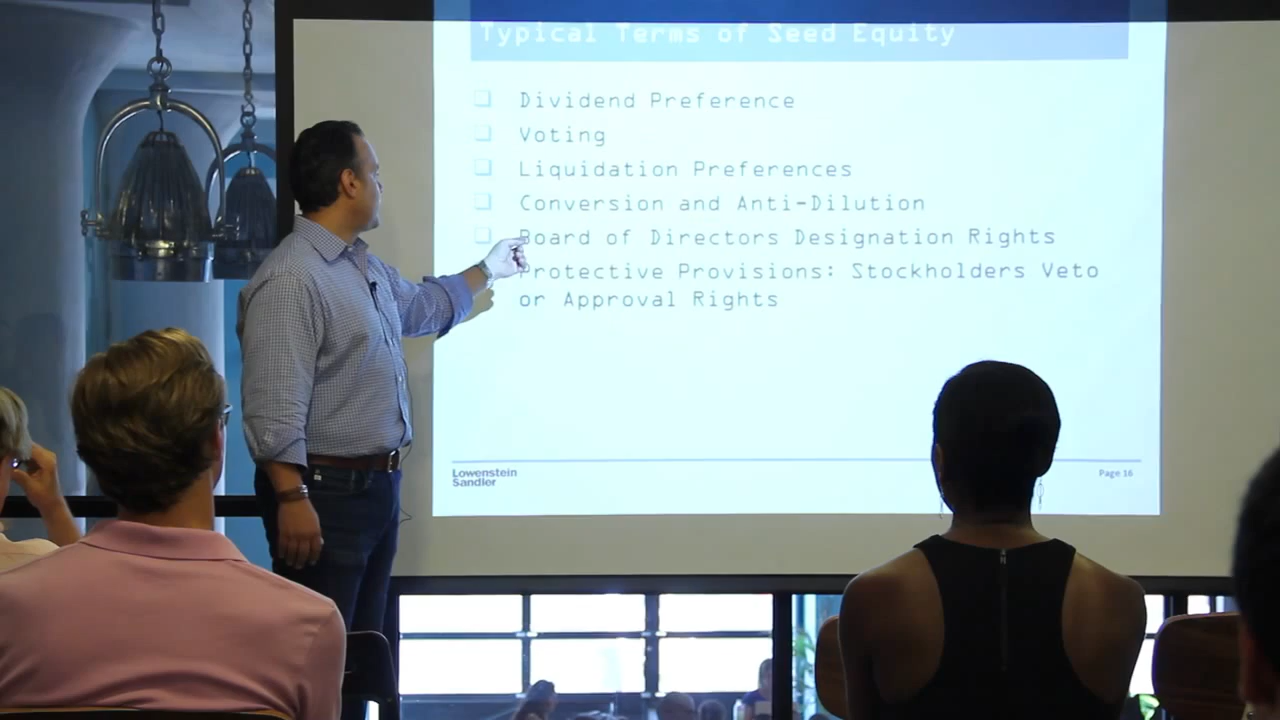 Typical Terms of Seed Equity
❑ Dividend Preference
❑ Voting
❑ Liquidation Preferences
❑ Conversion and Anti-Dilution
❑ Board of Directors Designation Rights
Protective Provisions: Stockholders Veto
or Approval Rights
Lowenstein
Sandler
Page 16